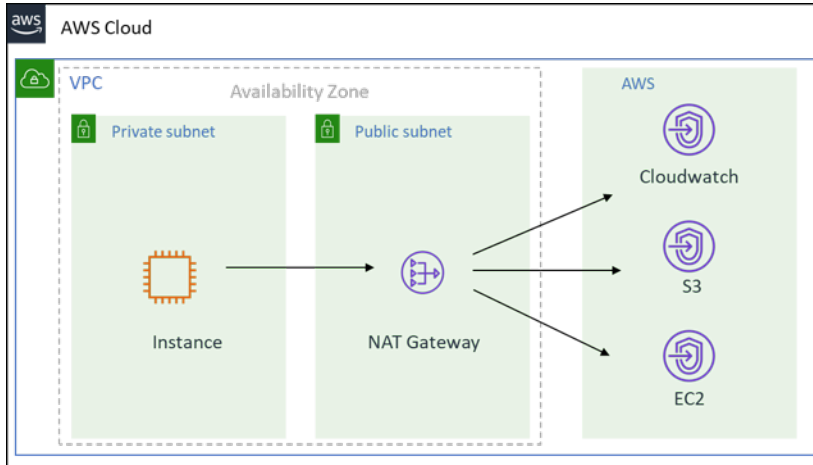 aws
AWS Cloud
VPC
Availability Zone
AWS
Private subnet
Public subnet
Cloudwatch
S3
Instance
NAT Gateway
EC2